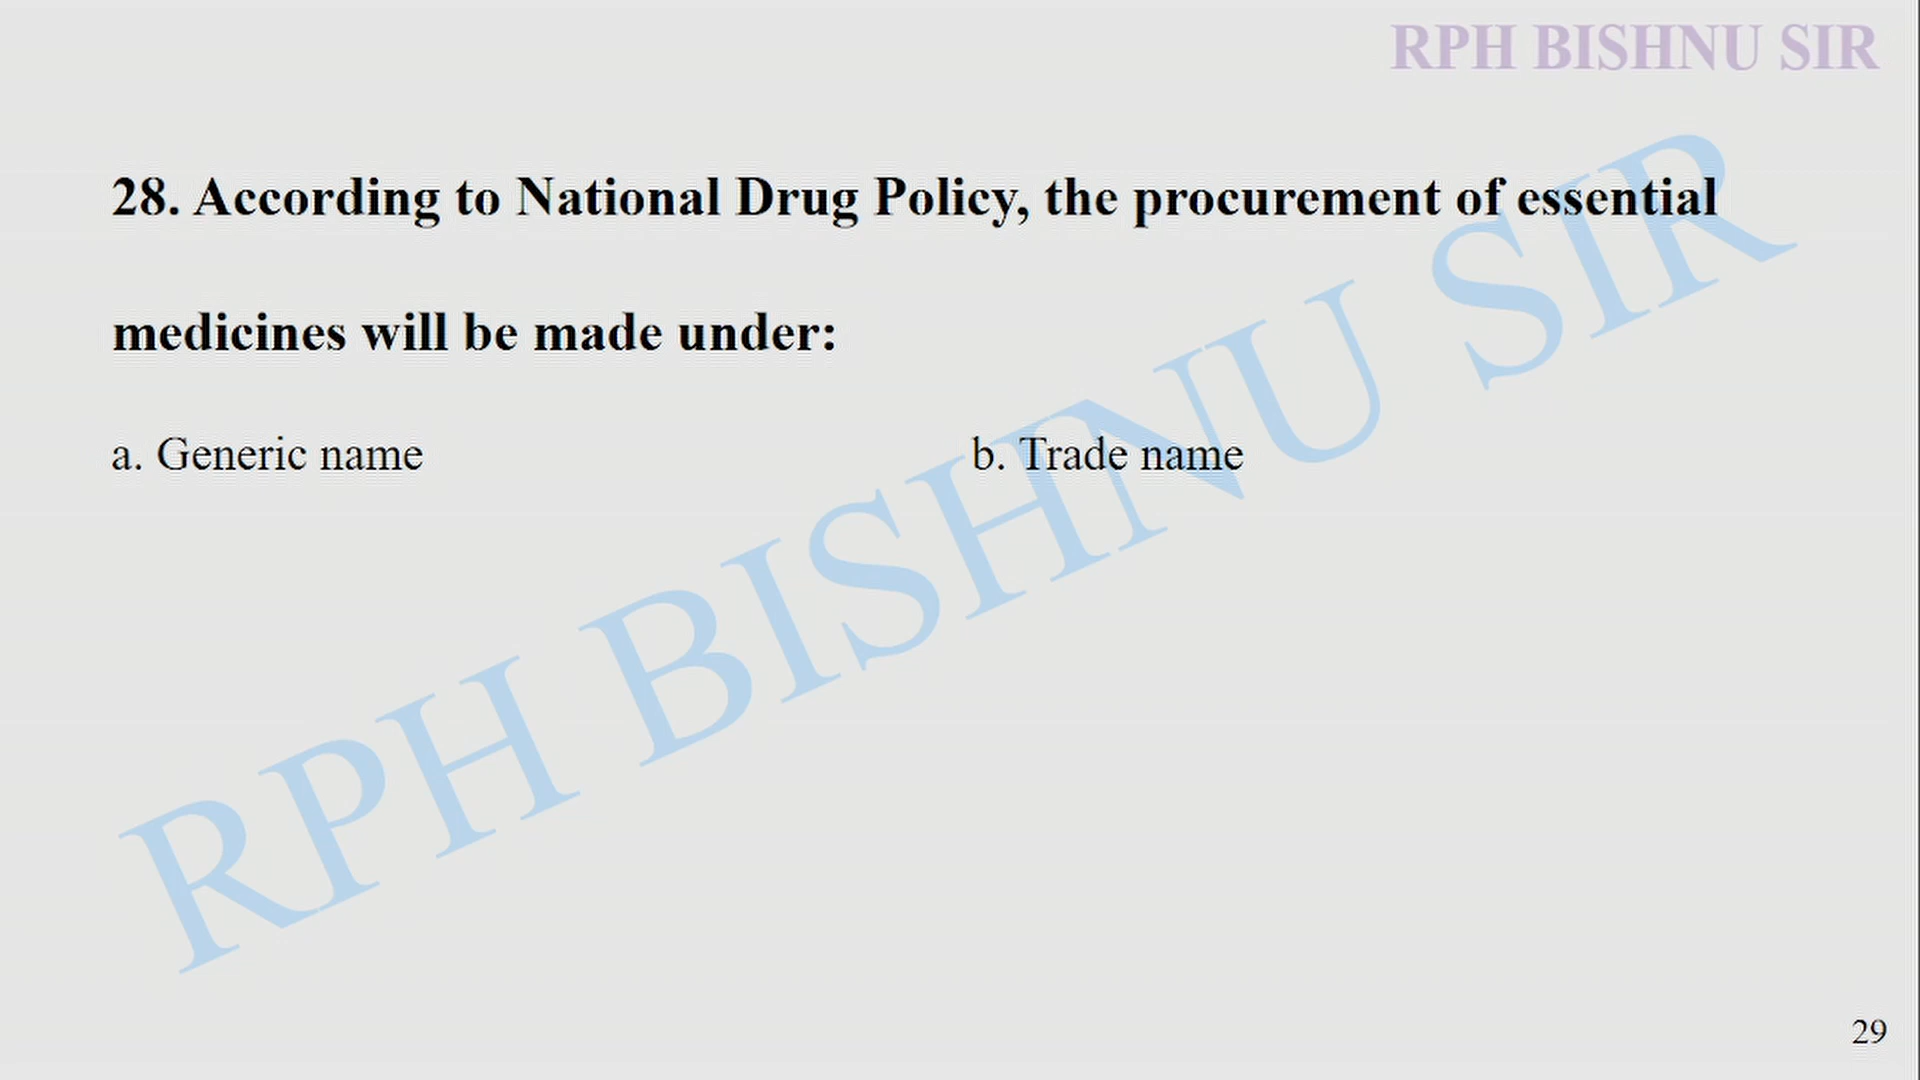 RPH BISHNU SIR
28. According to National Drug Policy, the procurement of essential
medicines will be made under:
a. Generic name b. Trade name
RPH BISHNU SIR
29